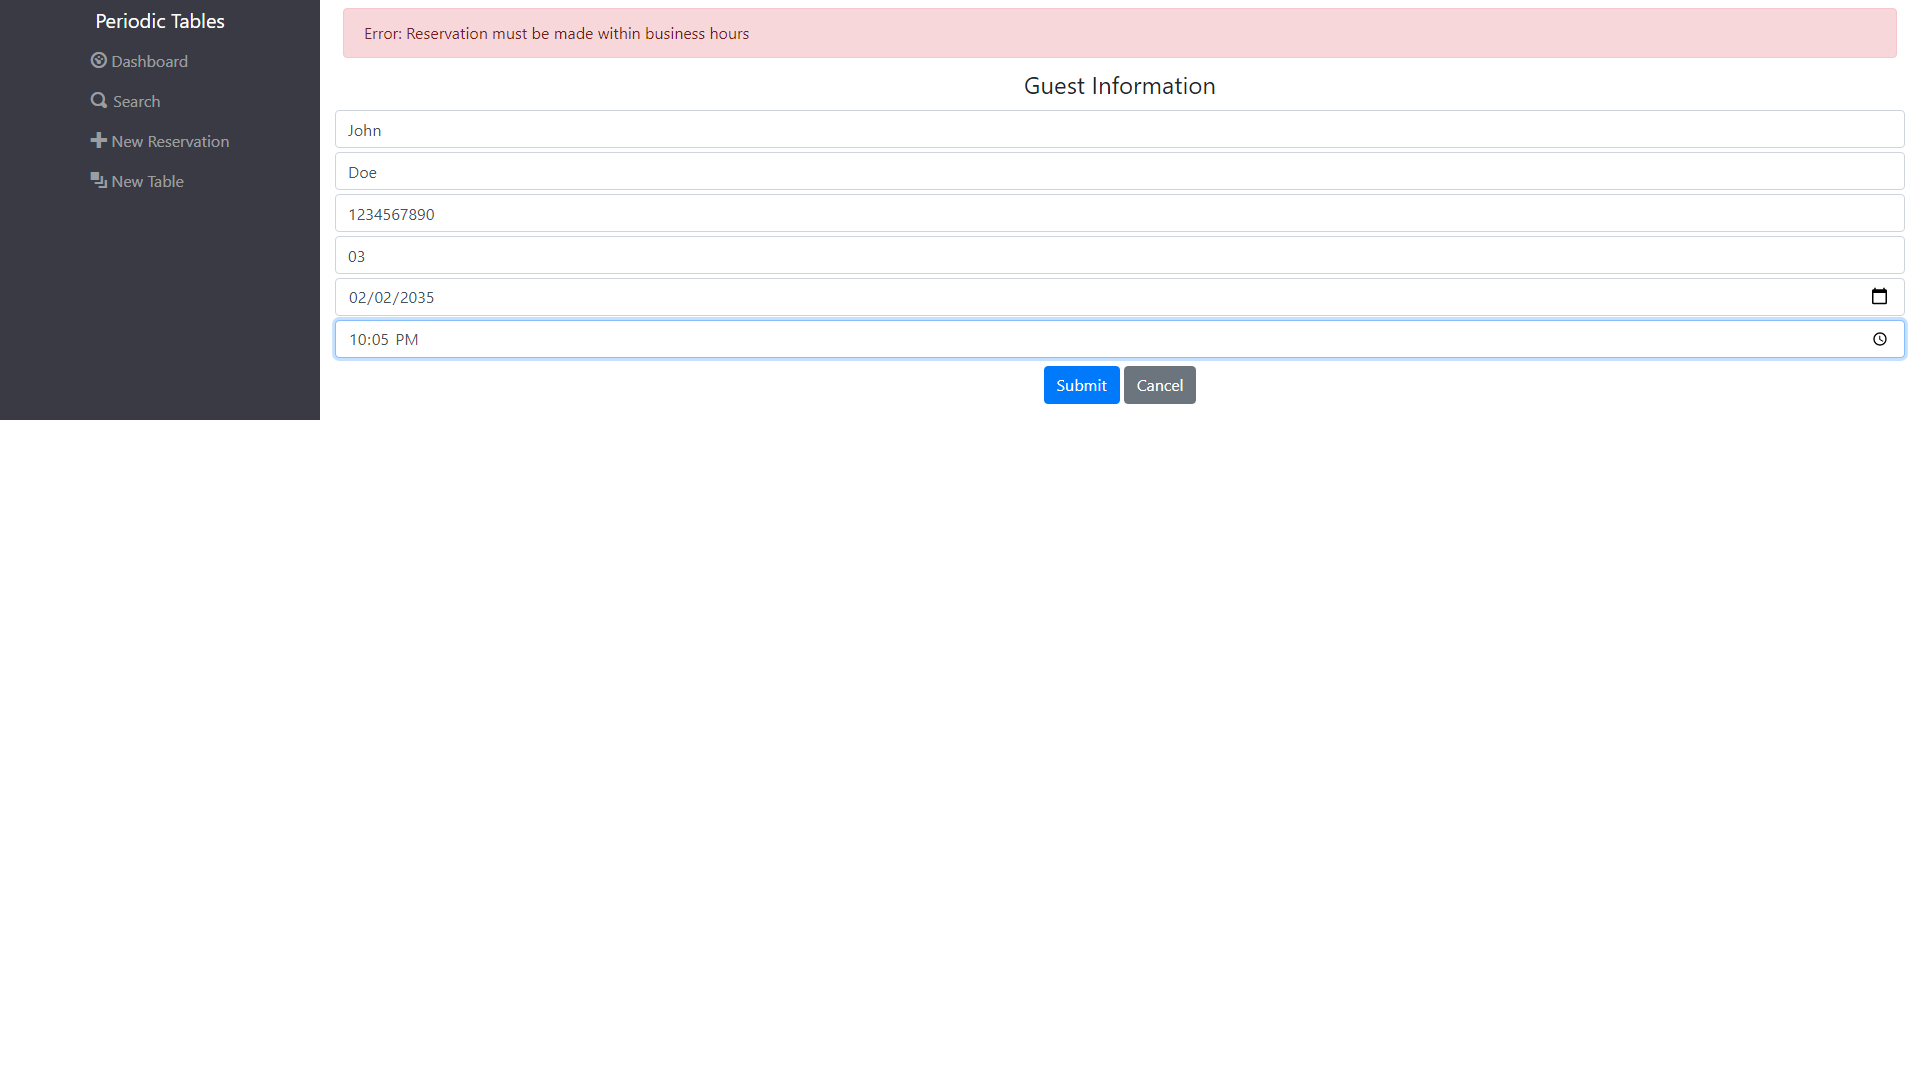 Periodic Tables
Dashboard
Search
New Reservation
New Table
Error: Reservation must be made within business hours
Guest Information
John
Doe
1234567890
03
02/02/2035
10:05 PM
Submit Cancel